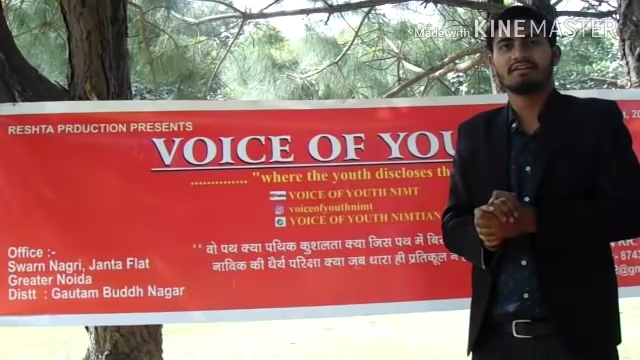 Made with KINEMASTER
RESHTA PRDUCTION PRESENTS
VOICE OF YOU
.............. "where the youth discloses th
VOICE OF YOUTH NIMT
voiceofyouthnimt
VOICE OF YOUTH NIMTIAN
‘‘ वो पथ क्या पथिक कुशलता क्या जिस पथ में
नाविक की धैर्य परिक्षा क्या जब धारा ही प्रतिकूल न
Office :-
Swarn Nagri, Janta Flat
Greater Noida
Distt : Gautam Buddh Nagar